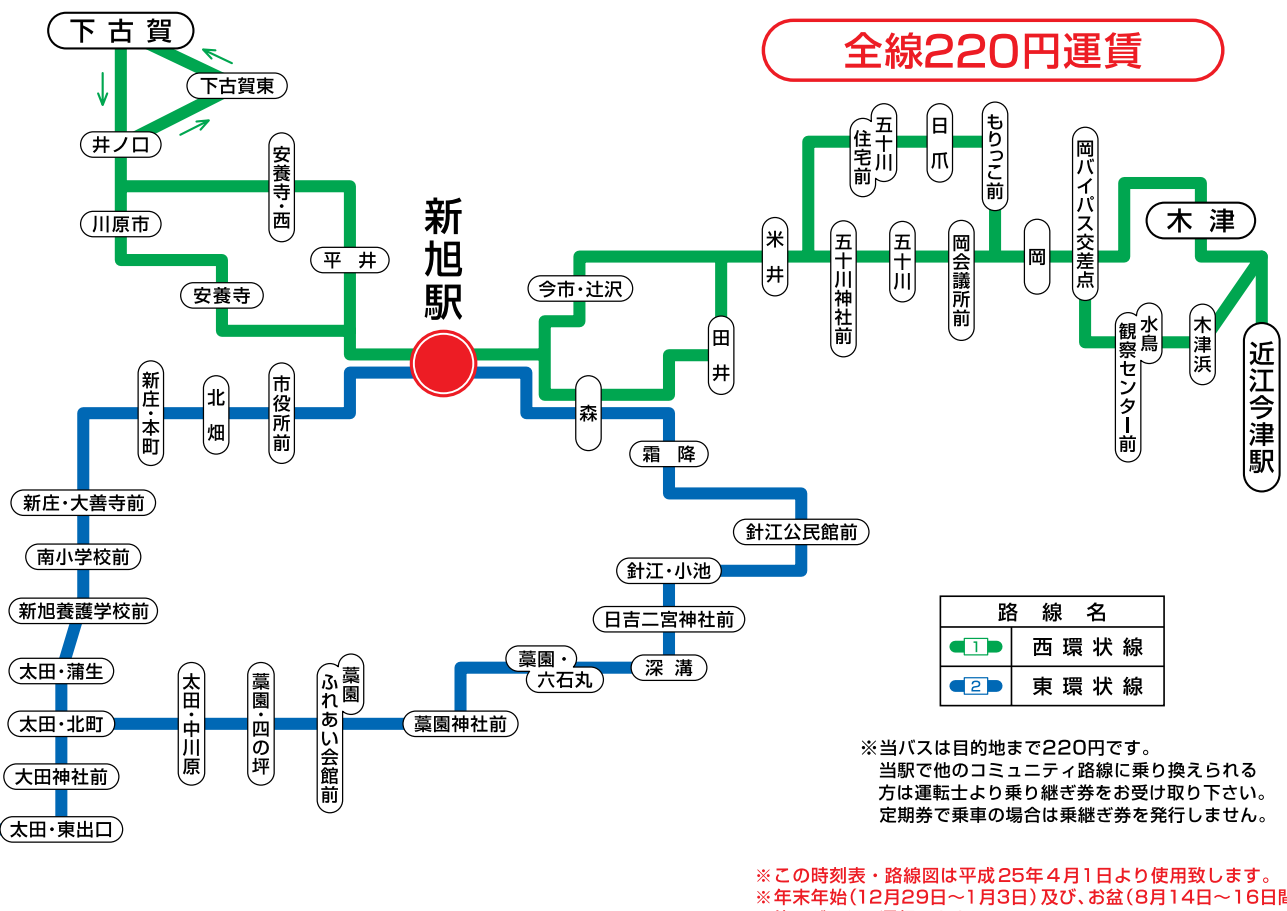 下古賀
全線220円運賃
下古賀東
井ノ口
安養寺・西
川原市
平井
安養寺
新旭駅
今市・辻沢
米井
田井
五十川
住宅前
日爪
もりっこ前
五十川神社前
五十川
岡会議所前
岡
岡バイパス交差点
木津
水鳥
観察センター前
木津浜
近江今津駅
新庄・本町
北畑
市役所前
森
霜降
新庄・大善寺前
針江公民館前
南小学校前
針江・小池
新旭養護学校前
日吉二宮神社前
太田・蒲生
藁園・
六石丸
深溝
太田・北町
太田・中川原
藁園・四の坪
藁園
ふれあい会館前
藁園神社前
大田神社前
太田・東出口
路線名
1 西環状線
2 東環状線
※当バスは目的地まで220円です。
当駅で他のコミュニティ路線に乗り換えられる
方は運転士より乗り継ぎ券をお受け取り下さい。
定期券で乗車の場合は乗継ぎ券を発行しません。
※この時刻表・路線図は平成25年4月1日より使用致します。
※年末年始(12月29日～1月3日)及び、お盆(8月14日～16日間